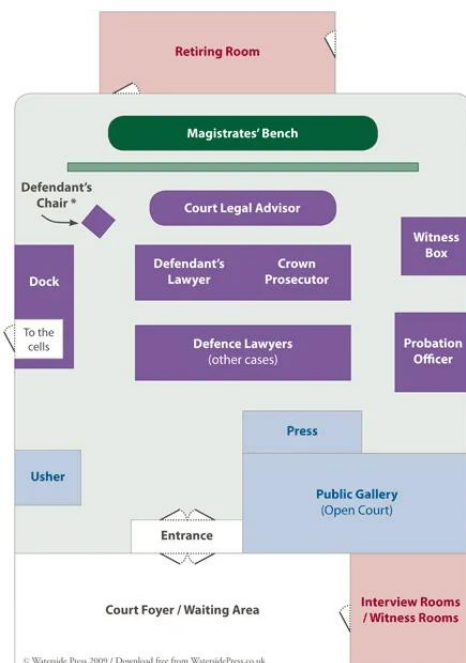 Retiring Room
Magistrates' Bench
Defendant's
Chair *
Court Legal Advisor
Witness
Box
Dock
Defendant's
Lawyer
Crown
Prosecutor
To the
cells
Defence Lawyers
(other cases)
Probation
Officer
Press
Usher
Public Gallery
(Open Court)
Entrance
Court Foyer / Waiting Area
Interview Rooms
/ Witness Rooms
© Waterside Press 2009 / Download free from WatersidePress.co.uk